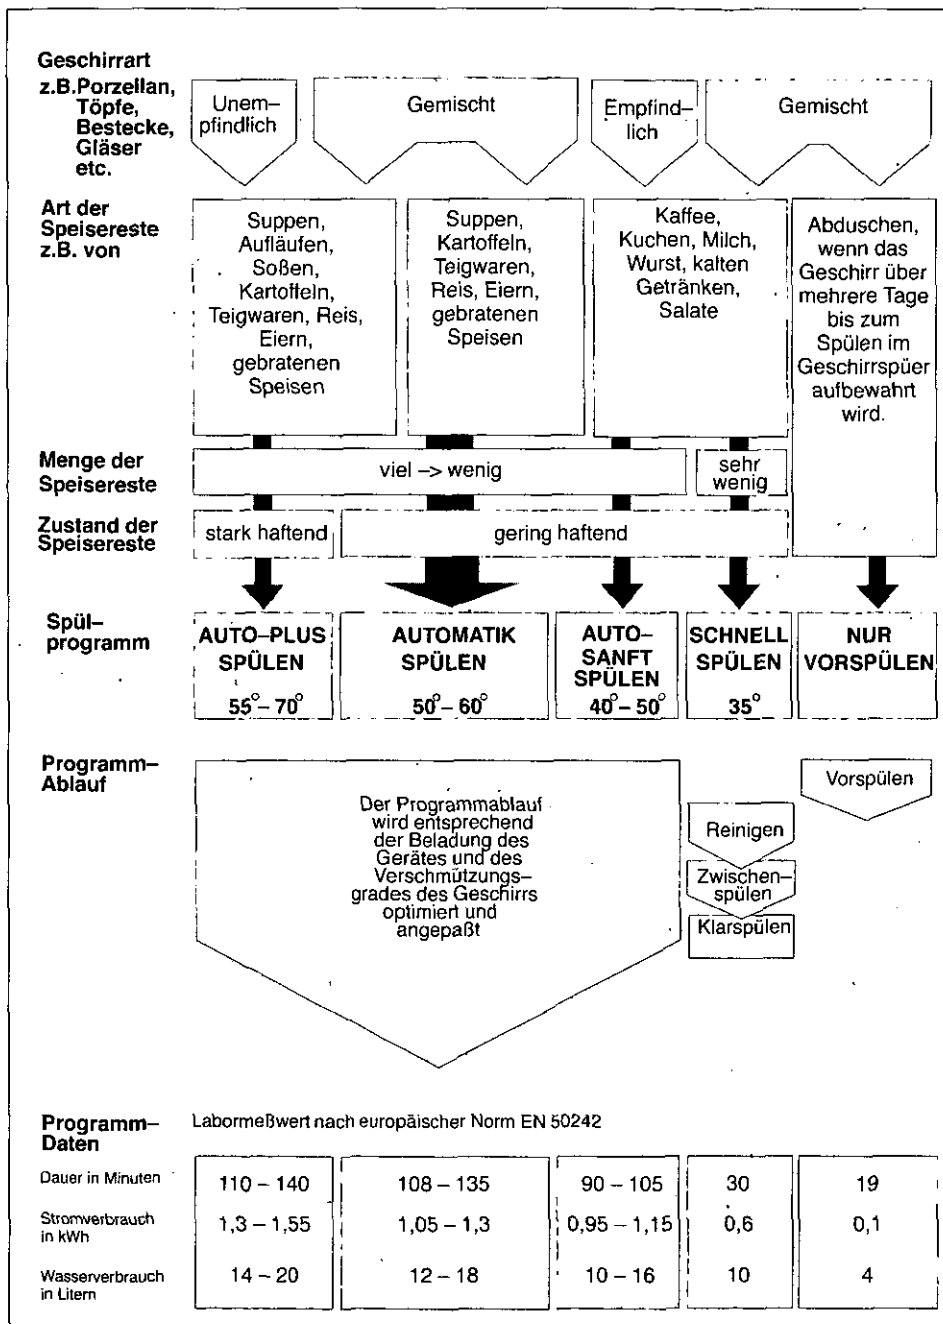 Geschirrart
z.B.Porzellan,
Töpfe,
Bestecke,
Gläser
etc.
Unem–
pfindlich
Gemischt
Empfind–
lich
Gemischt
Art der
Speisereste
z.B. von
Suppen,
Aufläufen,
Soßen,
Kartoffeln,
Teigwaren, Reis,
Eiern,
gebratenen
Speisen
Suppen,
Kartoffeln,
Teigwaren,
Reis, Eiern,
gebratenen
Speisen
Kaffee,
Kuchen, Milch,
Wurst, kalten
Getränken,
Salate
Abduschen,
wenn das
Geschirr über
mehrere Tage
bis zum
Spülen im
Geschirrspüer
aufbewahrt
wird.
Menge der
Speisereste
viel –> wenig
sehr
wenig
Zustand der
Speisereste
stark haftend
gering haftend
Spül–
programm
AUTO–PLUS
SPÜLEN
55°– 70°
AUTOMATIK
SPÜLEN
50°– 60°
AUTO–
SANFT
SPÜLEN
40°– 50°
SCHNELL
SPÜLEN
35°
NUR
VORSPÜLEN
Programm–
Ablauf
Der Programmablauf
wird entsprechend
der Beladung des
Gerätes und des
Verschmützungs–
grades des Geschirrs
optimiert und
angepaßt
Reinigen
Zwischen–
spülen
Klarspülen
Vorspülen
Programm–
Daten
Labormeßwert nach europäischer Norm EN 50242
Dauer in Minuten
110 – 140
108 – 135
90 – 105
30
19
Stromverbrauch
in kWh
1,3 – 1,55
1,05 – 1,3
0,95 – 1,15
0,6
0,1
Wasserverbrauch
in Litern
14 – 20
12 – 18
10 – 16
10
4